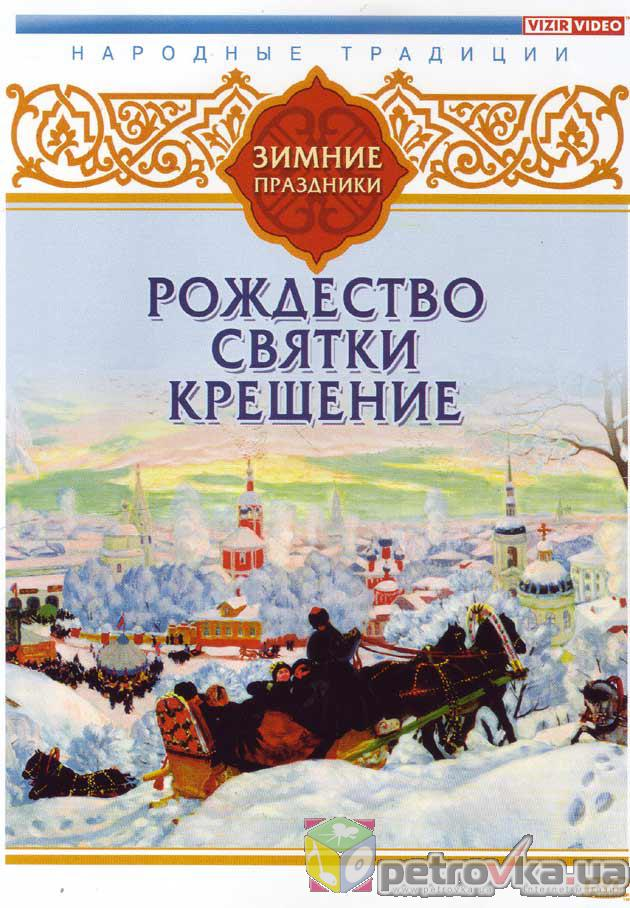 VIZIR VIDEO
НАРОДНЫЕ ТРАДИЦИИ
ЗИМНИЕ
ПРАЗДНИКИ
РОЖДЕСТВО
СВЯТКИ
КРЕЩЕНИЕ
petrovka.ua